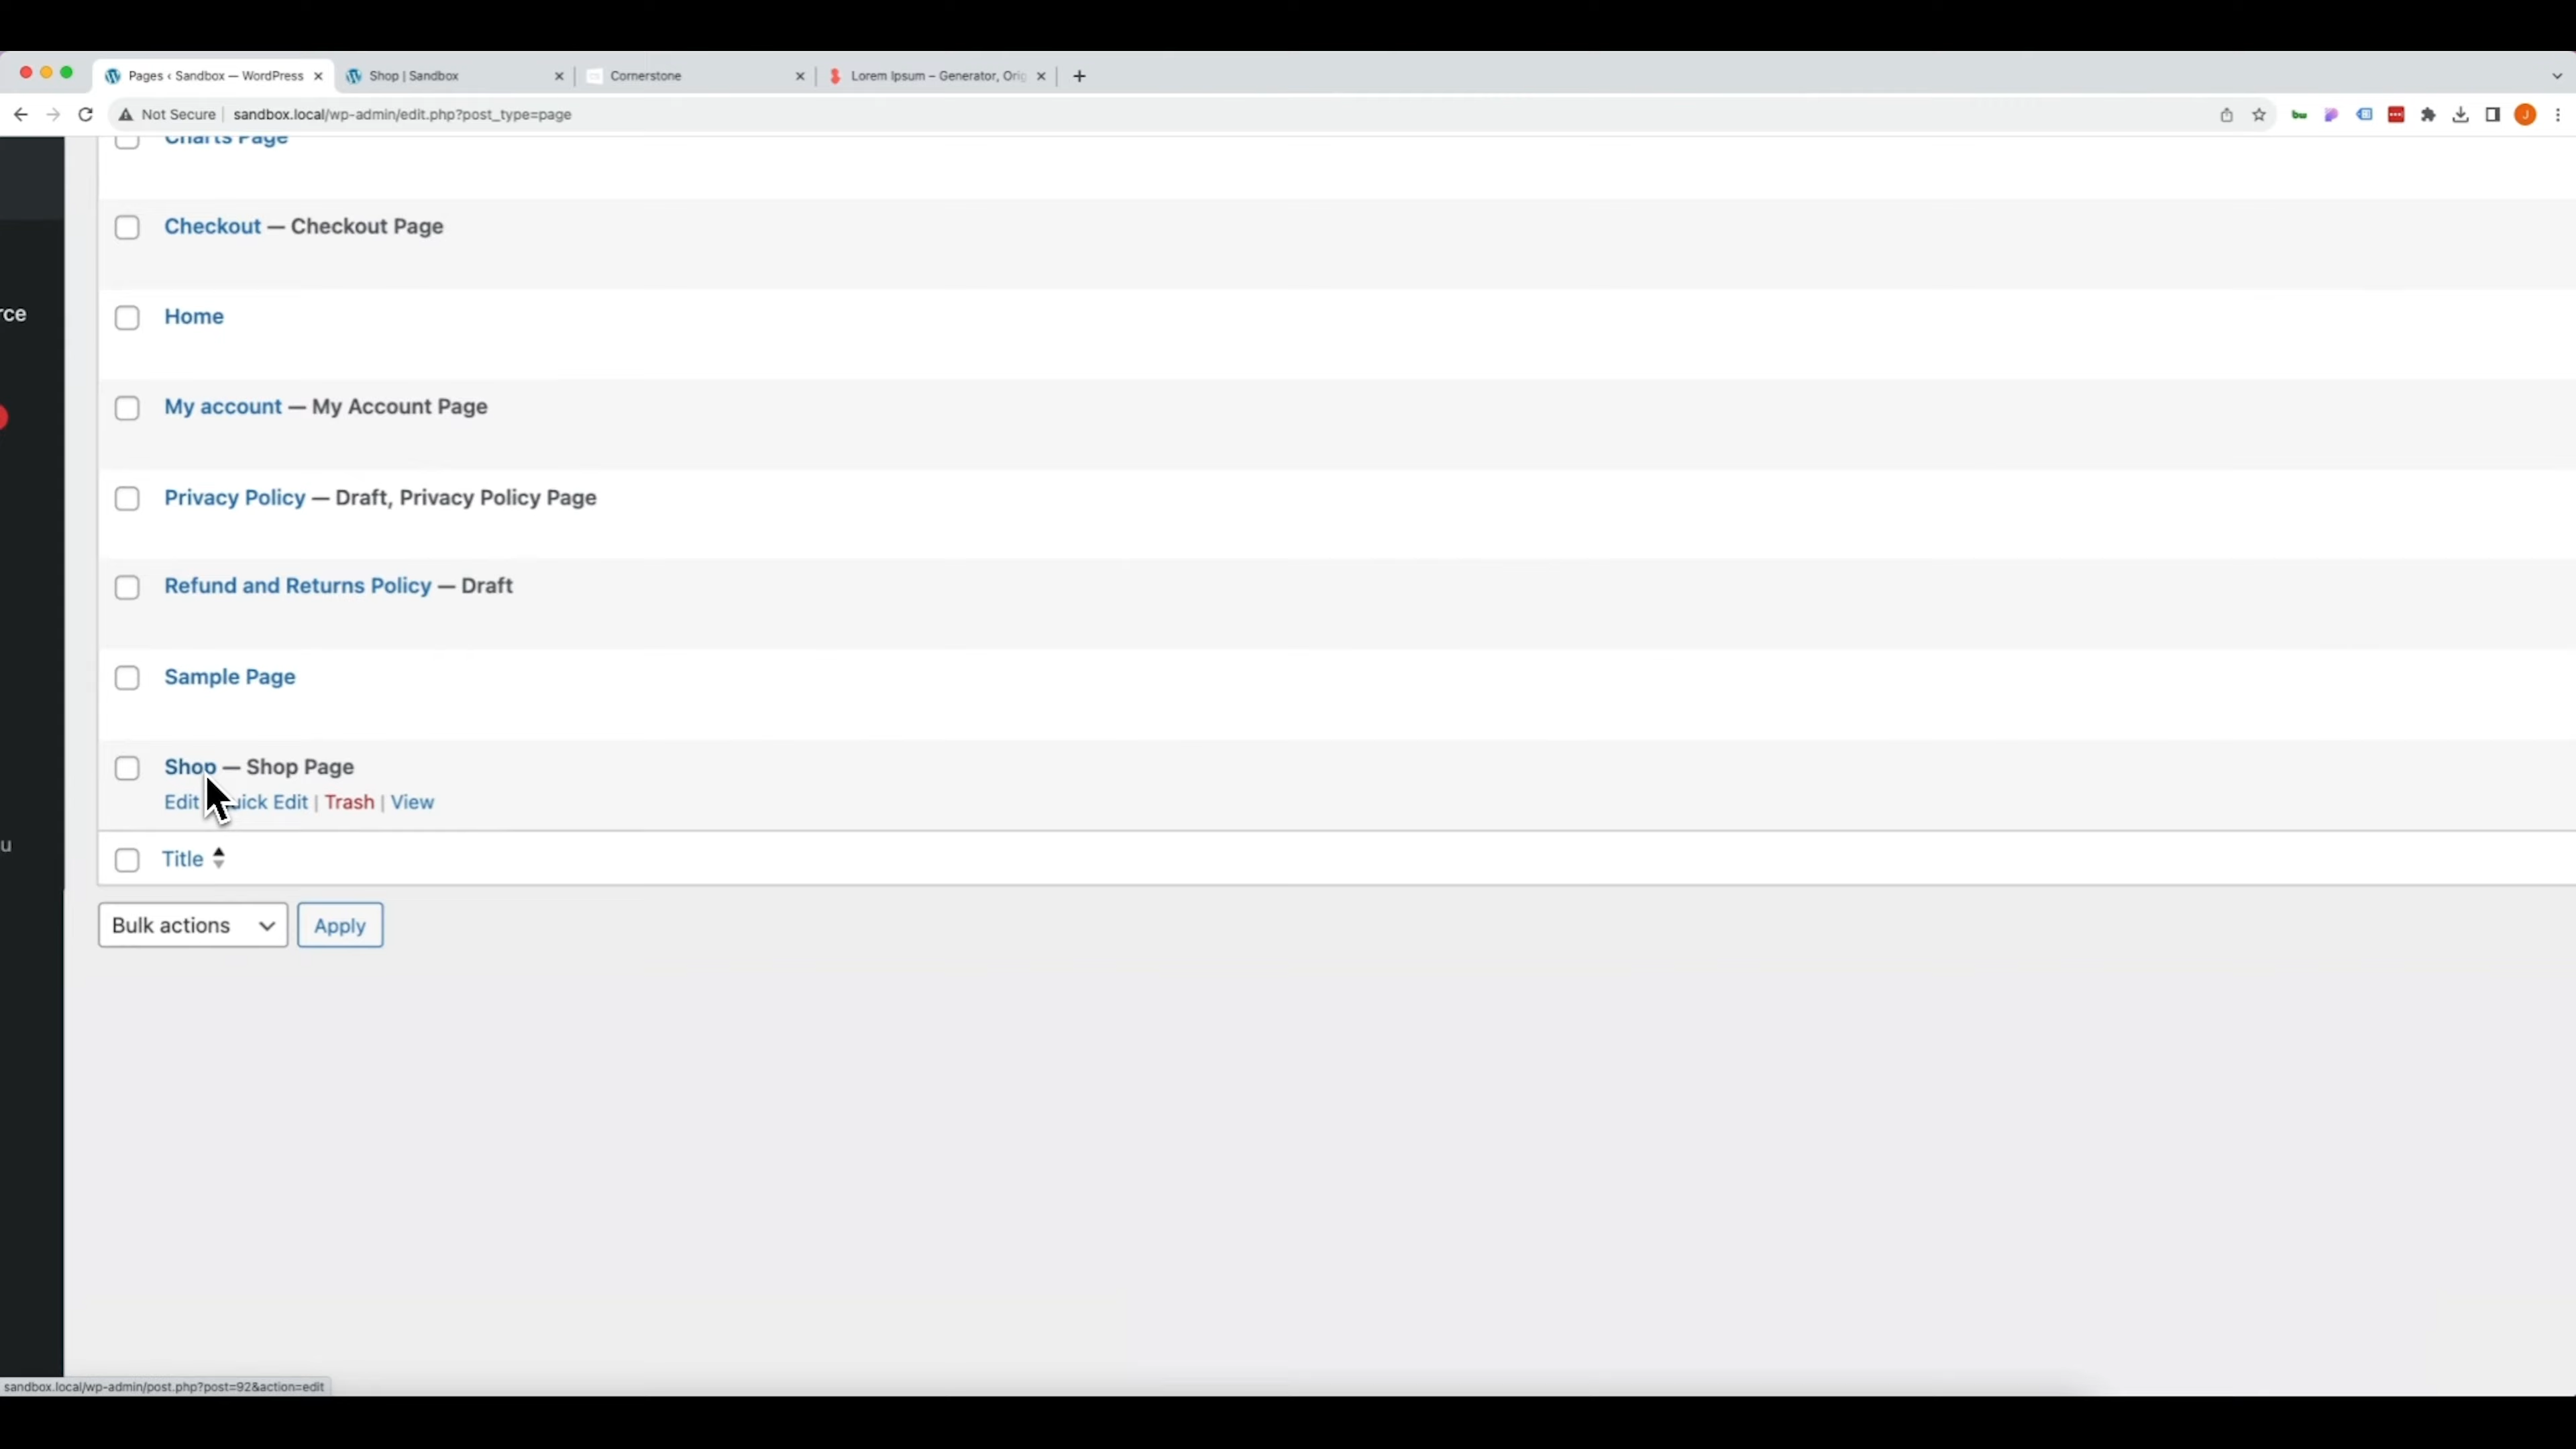 Pages ‹ Sandbox — WordPress
Shop | Sandbox
Cornerstone
Lorem Ipsum – Generator, Orig
Not Secure
sandbox.local/wp-admin/edit.php?post_type=page
J
Charts Page
Checkout — Checkout Page
rce
Home
My account — My Account Page
Privacy Policy — Draft, Privacy Policy Page
Refund and Returns Policy — Draft
Sample Page
Shop — Shop Page
Edit uick Edit | Trash | View
u
Title
Bulk actions
Apply
sandbox.local/wp-admin/post.php?post=92&action=edit